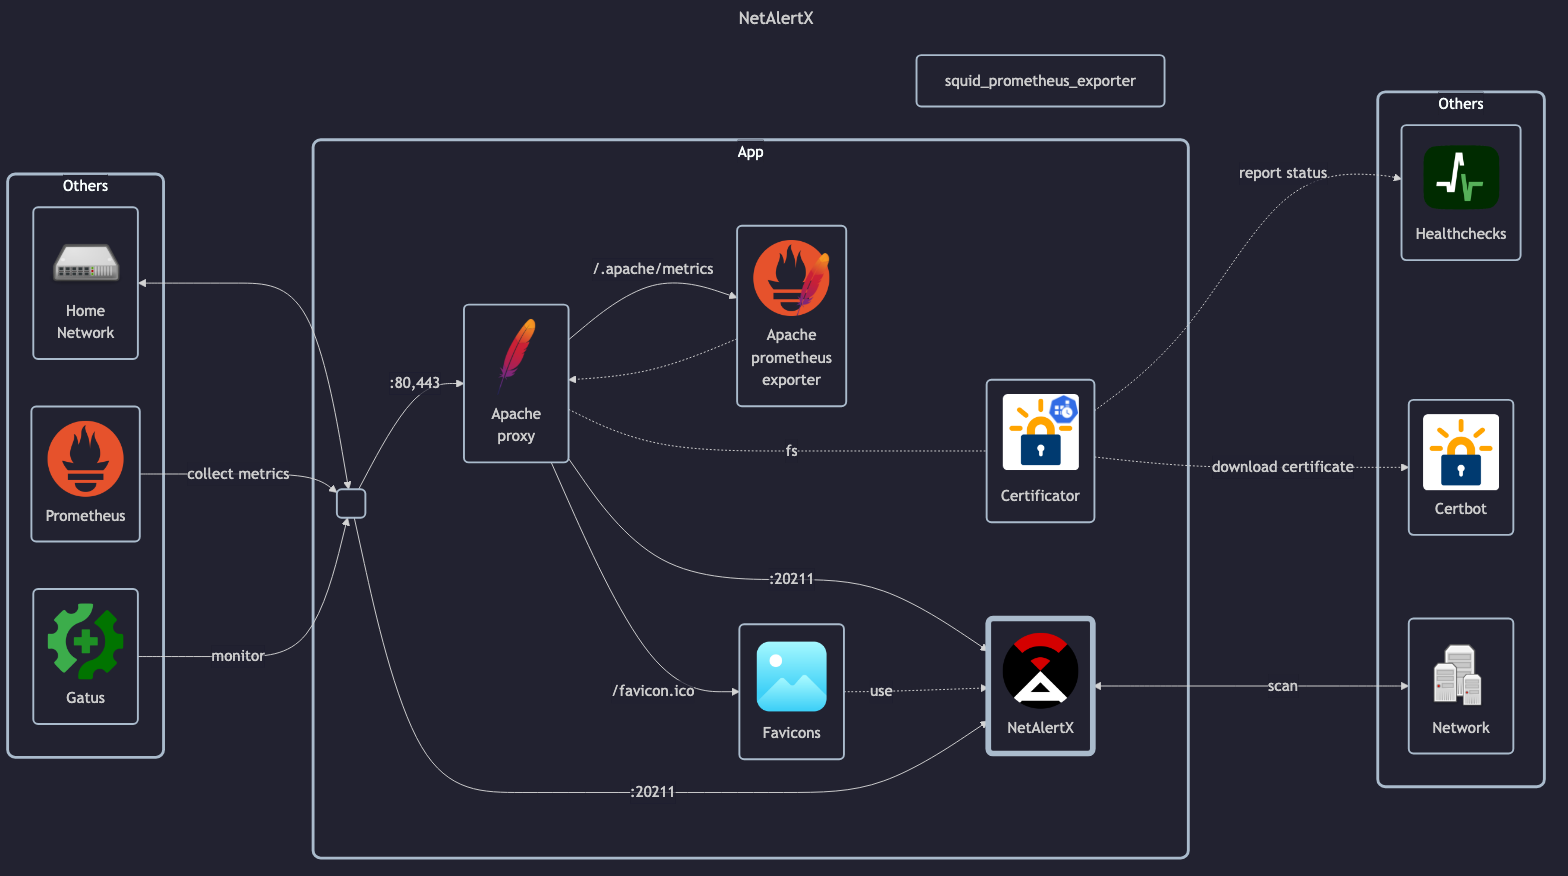 NetAlertX
squid_prometheus_exporter
Others
Home
Network
Prometheus
Gatus
collect metrics
monitor
App
:80,443
Apache
proxy
/.apache/metrics
Apache
prometheus
exporter
fs
Certificator
:20211
/favicon.ico
Favicons
use
NetAlertX
:20211
report status
download certificate
scan
Others
Healthchecks
Certbot
Network